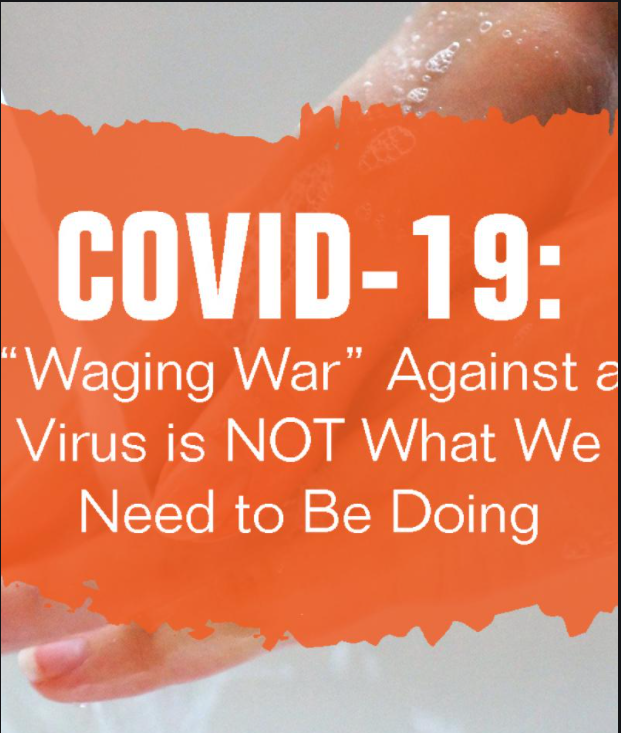 COVID-19:
“Waging War” Against a
Virus is NOT What We
Need to Be Doing